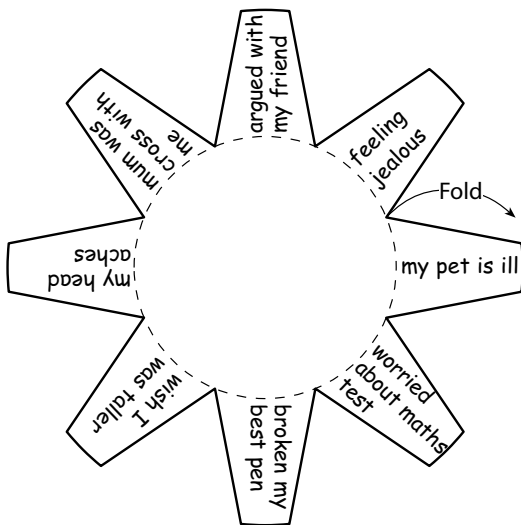 argued with
my friend
feeling
jealous
Fold
my pet is ill
worried
about maths
test
broken my
best pen
wish I
was taller
my head
aches
mum was
cross with
me